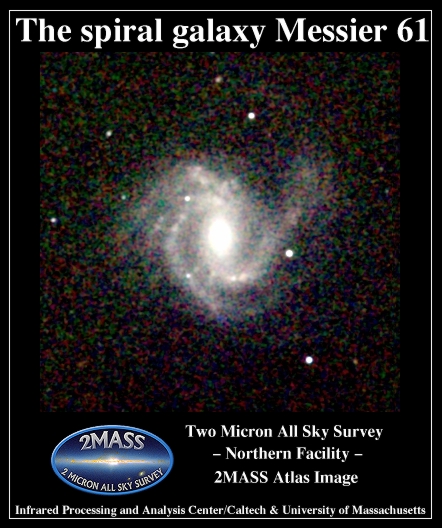 The spiral galaxy Messier 61
2MASS
2 MICRON ALL SKY SURVEY
Two Micron All Sky Survey
– Northern Facility –
2MASS Atlas Image
Infrared Processing and Analysis Center/Caltech & University of Massachusetts